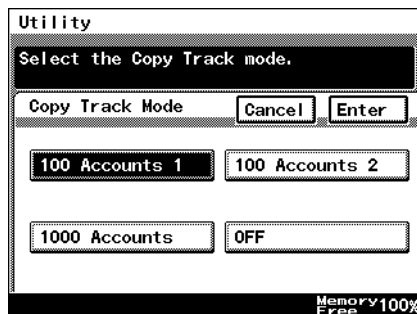 Utility
Select the Copy Track mode.
Copy Track Mode Cancel Enter
100 Accounts 1 100 Accounts 2
1000 Accounts OFF
Memory Free 100%